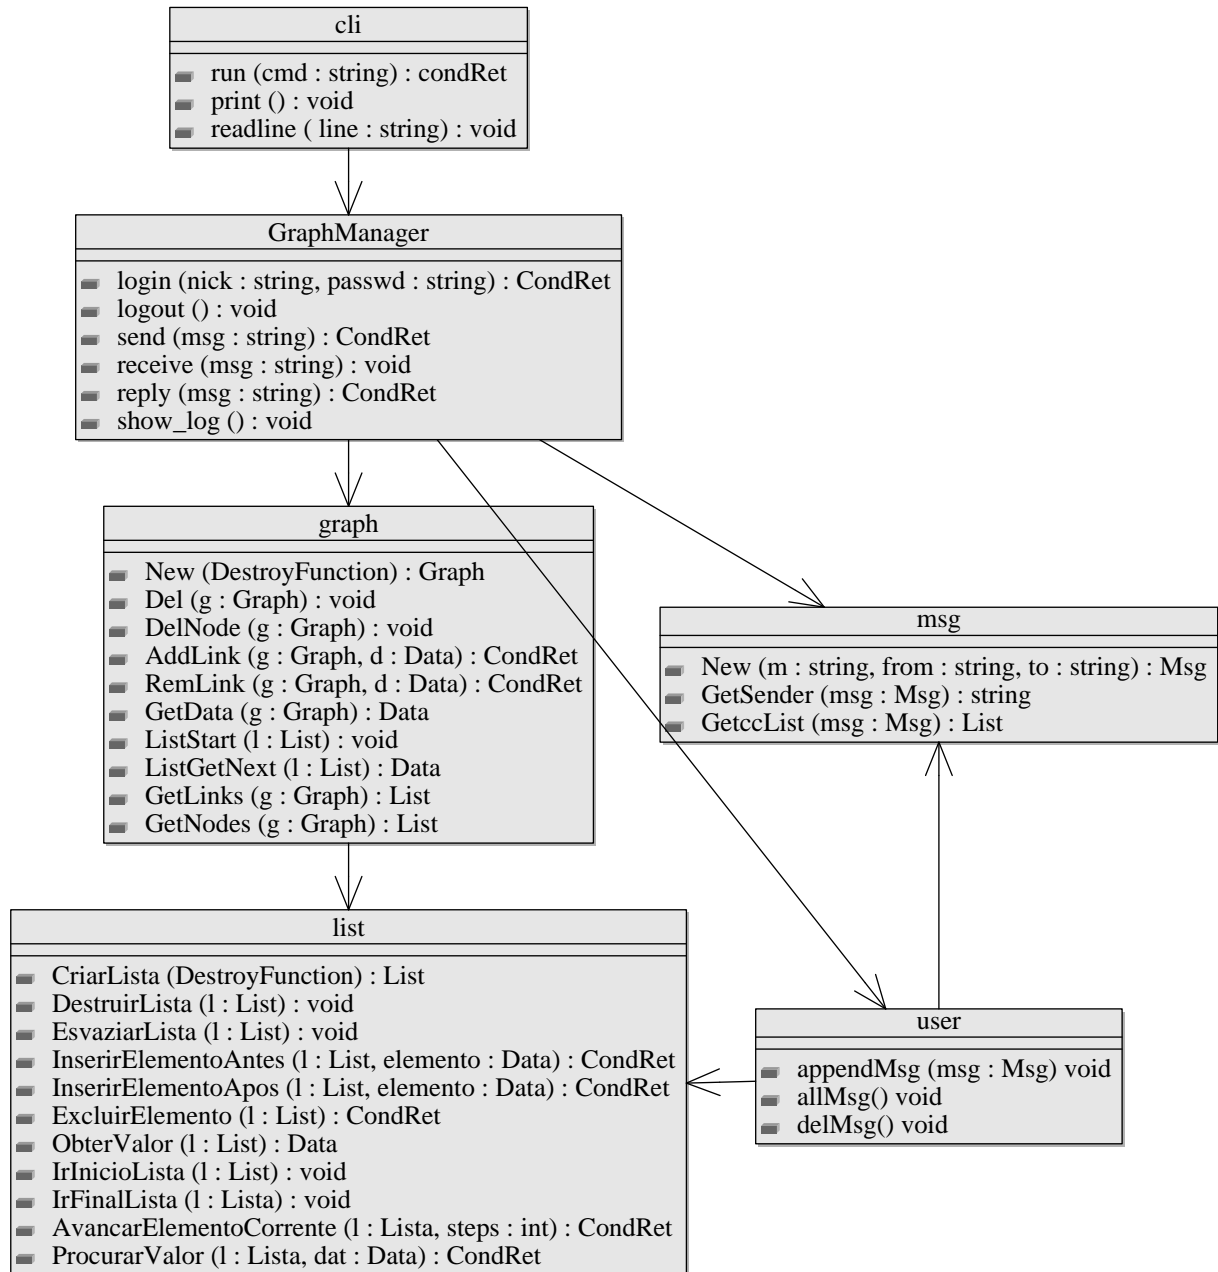 cli
run (cmd : string) : condRet
print () : void
readline ( line : string) : void
GraphManager
login (nick : string, passwd : string) : CondRet
logout () : void
send (msg : string) : CondRet
receive (msg : string) : void
reply (msg : string) : CondRet
show_log () : void
graph
New (DestroyFunction) : Graph
Del (g : Graph) : void
DelNode (g : Graph) : void
AddLink (g : Graph, d : Data) : CondRet
RemLink (g : Graph, d : Data) : CondRet
GetData (g : Graph) : Data
ListStart (l : List) : void
ListGetNext (l : List) : Data
GetLinks (g : Graph) : List
GetNodes (g : Graph) : List
msg
New (m : string, from : string, to : string) : Msg
GetSender (msg : Msg) : string
GetccList (msg : Msg) : List
list
CriarLista (DestroyFunction) : List
DestruirLista (l : List) : void
EsvaziarLista (l : List) : void
InserirElementoAntes (l : List, elemento : Data) : CondRet
InserirElementoApos (l : List, elemento : Data) : CondRet
ExcluirElemento (l : List) : CondRet
ObterValor (l : List) : Data
IrInicioLista (l : List) : void
IrFinalLista (l : Lista) : void
AvancarElementoCorrente (l : Lista, steps : int) : CondRet
ProcurarValor (l : Lista, dat : Data) : CondRet
user
appendMsg (msg : Msg) void
allMsg() void
delMsg() void